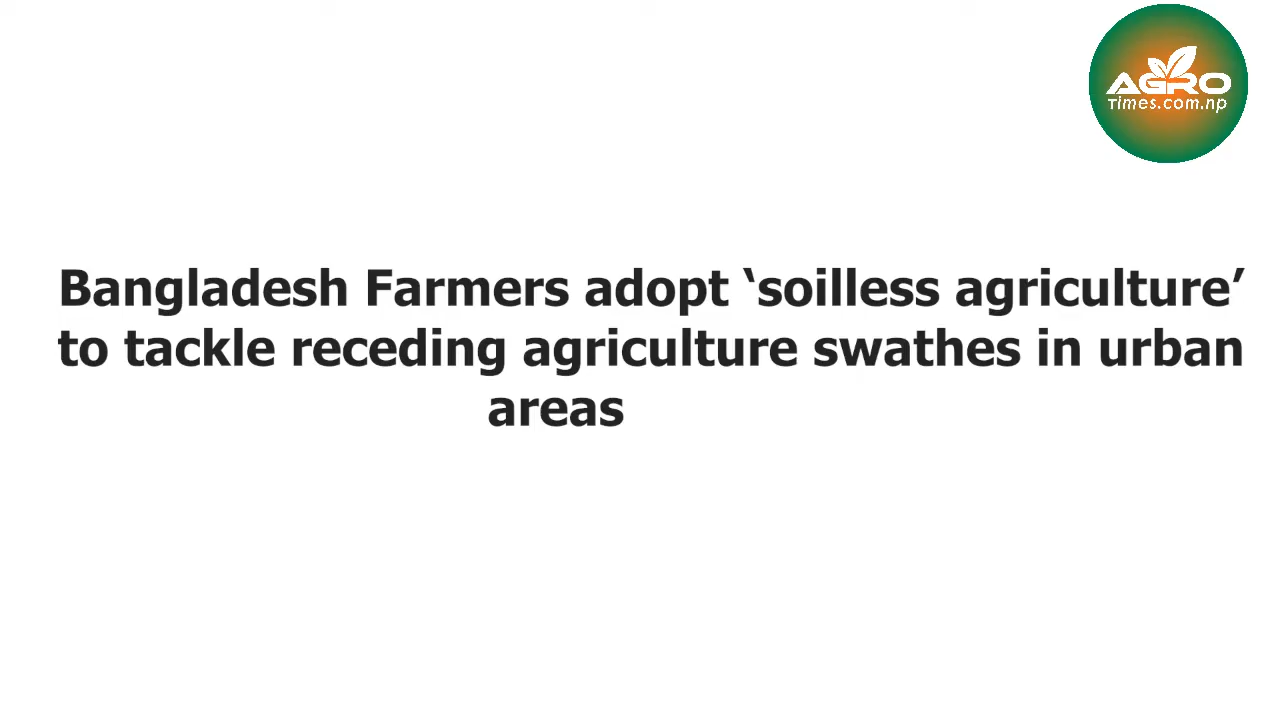 AGRO
Times.com.np
Bangladesh Farmers adopt ‘soilless agriculture’
to tackle receding agriculture swathes in urban
areas